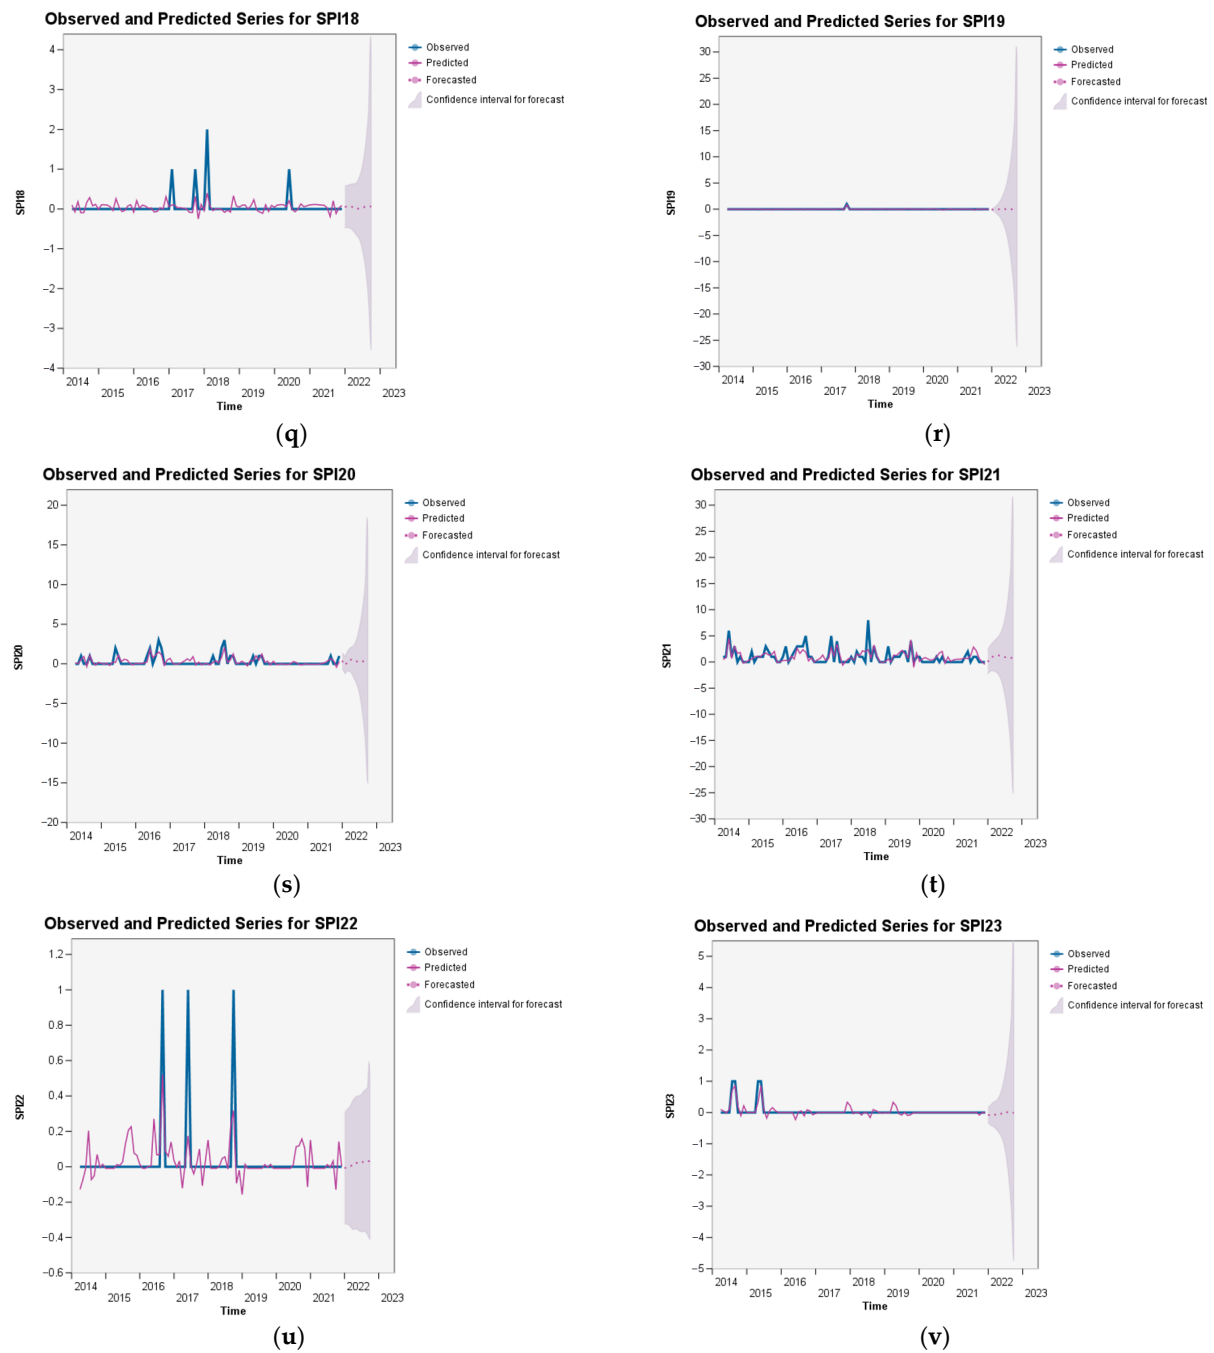 Observed and Predicted Series for SPI18
4
2
1
0
−1
−2
−3
−4
SPI18
2014 2016 2018 2020 2022
2015 2017 2019 2021 2023
Time
Observed
Predicted
Forecasted
Confidence interval for forecast
(q)
Observed and Predicted Series for SPI19
30
25
20
15
10
5
0
−5
−10
−15
−20
−25
−30
SPI19
2014 2016 2018 2020 2022
2015 2017 2019 2021 2023
Time
Observed
Predicted
Forecasted
Confidence interval for forecast
(r)
Observed and Predicted Series for SPI20
20
15
10
5
0
−5
−10
−15
−20
SPI20
2014 2016 2018 2020 2022
2015 2017 2019 2021 2023
Time
Observed
Predicted
Forecasted
Confidence interval for forecast
(s)
Observed and Predicted Series for SPI21
30
25
20
15
10
5
0
−5
−10
−15
−20
−25
−30
SPI21
2014 2016 2018 2020 2022
2015 2017 2019 2021 2023
Time
Observed
Predicted
Forecasted
Confidence interval for forecast
(t)
Observed and Predicted Series for SPI22
1.2
1
0.8
0.6
0.4
0.2
0
−0.2
−0.4
−0.6
SPI22
2014 2016 2018 2020 2022
2015 2017 2019 2021 2023
Time
Observed
Predicted
Forecasted
Confidence interval for forecast
(u)
Observed and Predicted Series for SPI23
5
4
3
2
1
0
−1
−2
−3
−4
−5
SPI23
2014 2016 2018 2020 2022
2015 2017 2019 2021 2023
Time
Observed
Predicted
Forecasted
Confidence interval for forecast
(v)